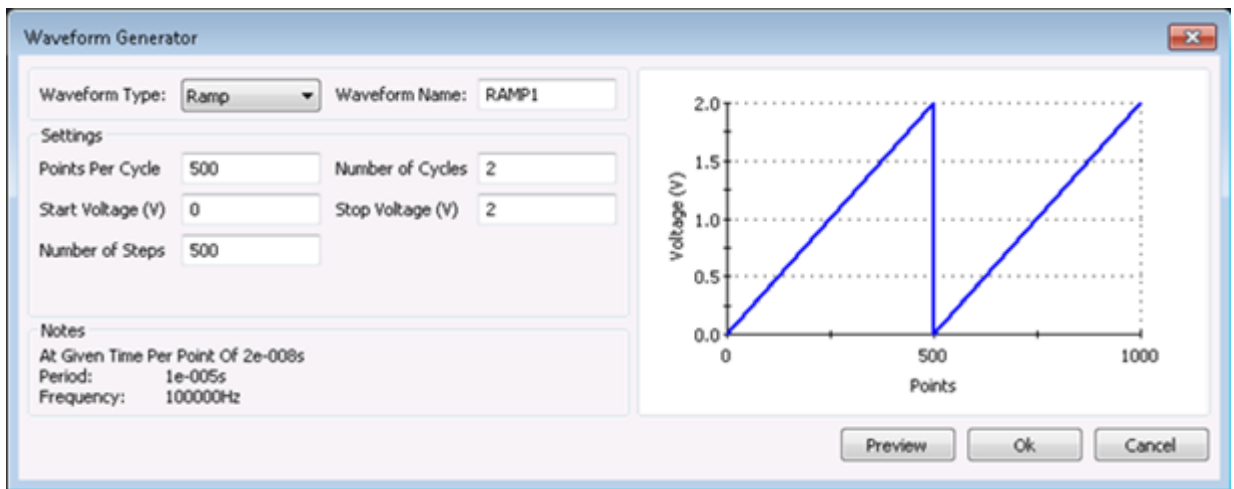 Waveform Generator
Waveform Type: Ramp Waveform Name: RAMP1
Settings
Points Per Cycle 500 Number of Cycles 2
Start Voltage (V) 0 Stop Voltage (V) 2
Number of Steps 500
Notes
At Given Time Per Point Of 2e-008s
Period: 1e-005s
Frequency: 100000Hz
2.0
1.5
1.0
0.5
0.0
Voltage (V)
0 500 1000
Points
Preview Ok Cancel